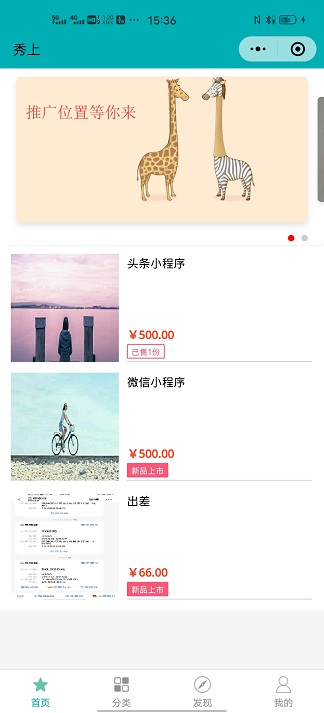 15:36
秀上
推广位置等你来
头条小程序
￥500.00
已售1份
微信小程序
￥500.00
新品上市
出差
￥66.00
新品上市
首页
分类
发现
我的